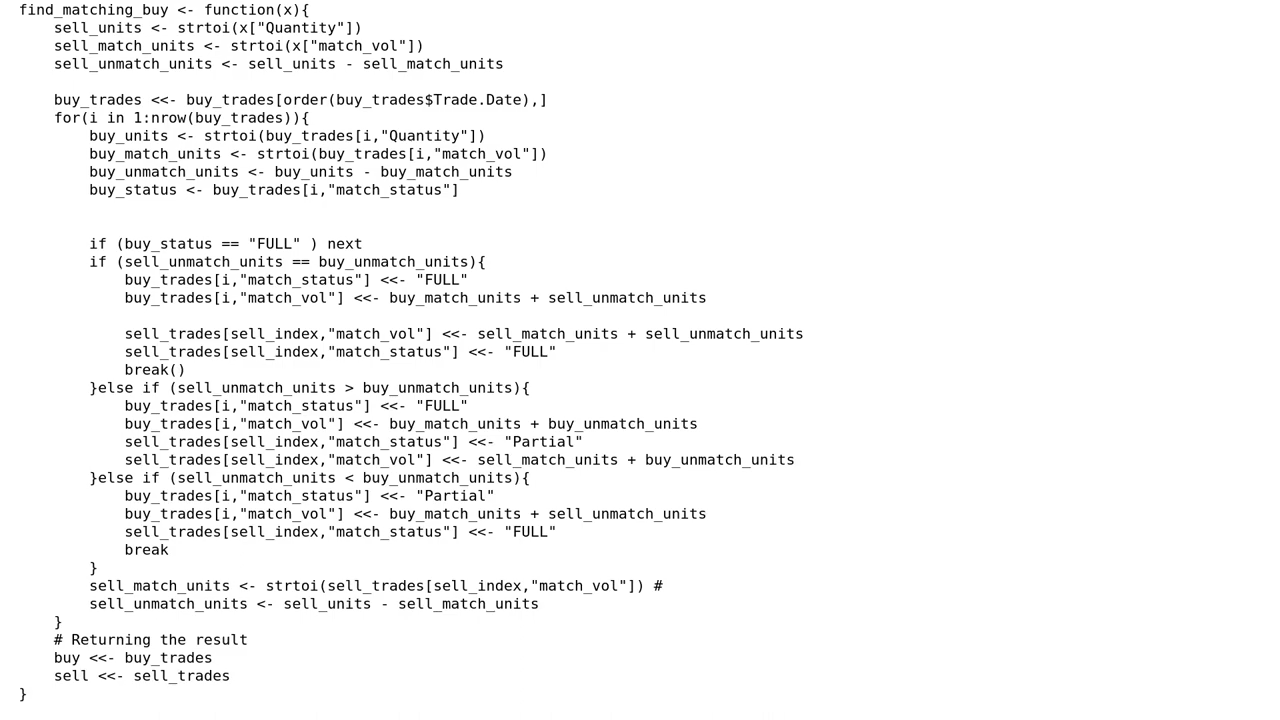 find_matching_buy <- function(x){
    sell_units <- strtoi(x["Quantity"])
    sell_match_units <- strtoi(x["match_vol"])
    sell_unmatch_units <- sell_units - sell_match_units

    buy_trades <<- buy_trades[order(buy_trades$Trade.Date),]
    for(i in 1:nrow(buy_trades)){
        buy_units <- strtoi(buy_trades[i,"Quantity"])
        buy_match_units <- strtoi(buy_trades[i,"match_vol"])
        buy_unmatch_units <- buy_units - buy_match_units
        buy_status <- buy_trades[i,"match_status"]


        if (buy_status == "FULL" ) next
        if (sell_unmatch_units == buy_unmatch_units){
            buy_trades[i,"match_status"] <<- "FULL"
            buy_trades[i,"match_vol"] <<- buy_match_units + sell_unmatch_units

            sell_trades[sell_index,"match_vol"] <<- sell_match_units + sell_unmatch_units
            sell_trades[sell_index,"match_status"] <<- "FULL"
            break()
        }else if (sell_unmatch_units > buy_unmatch_units){
            buy_trades[i,"match_status"] <<- "FULL"
            buy_trades[i,"match_vol"] <<- buy_match_units + buy_unmatch_units
            sell_trades[sell_index,"match_status"] <<- "Partial"
            sell_trades[sell_index,"match_vol"] <<- sell_match_units + buy_unmatch_units
        }else if (sell_unmatch_units < buy_unmatch_units){
            buy_trades[i,"match_status"] <<- "Partial"
            buy_trades[i,"match_vol"] <<- buy_match_units + sell_unmatch_units
            sell_trades[sell_index,"match_status"] <<- "FULL"
            break
        }
        sell_match_units <- strtoi(sell_trades[sell_index,"match_vol"]) #
        sell_unmatch_units <- sell_units - sell_match_units
    }
    # Returning the result
    buy <<- buy_trades
    sell <<- sell_trades
}